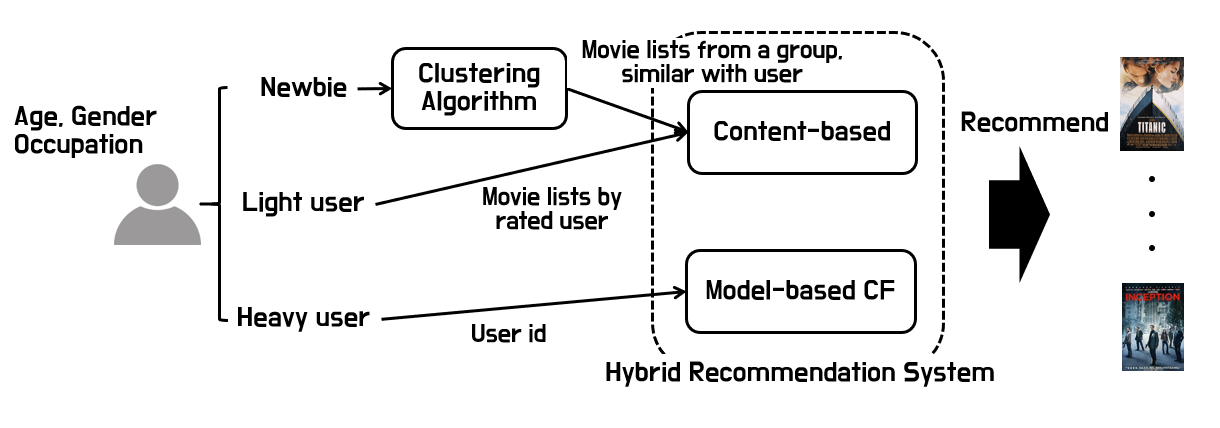 Age, Gender
Occupation
Newbie
Clustering
Algorithm
Movie lists from a group,
similar with user
Content-based
Recommend
TITANIC
Light user
Movie lists by
rated user
Model-based CF
Heavy user
User id
INCEPTION
Hybrid Recommendation System